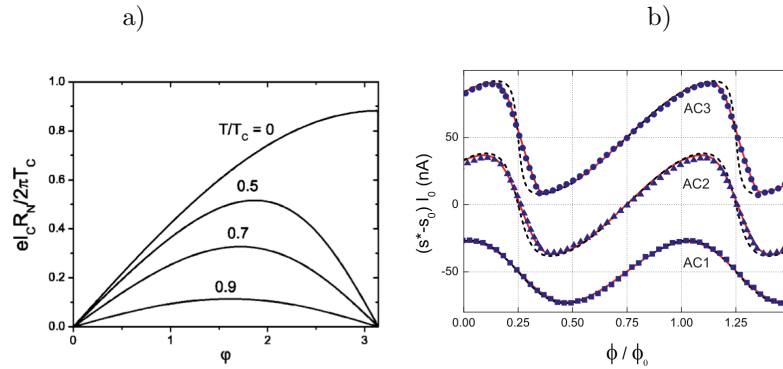 a)
b)
1.0
0.8
0.6
0.4
0.2
0.0
eI_CR_N/2πT_C
T/T_C = 0
0.5
0.7
0.9
0
1
2
3
φ
50
0
-50
(s*-s_0) I_0 (nA)
AC3
AC2
AC1
0.00
0.25
0.50
0.75
1.00
1.25
ϕ / ϕ_0